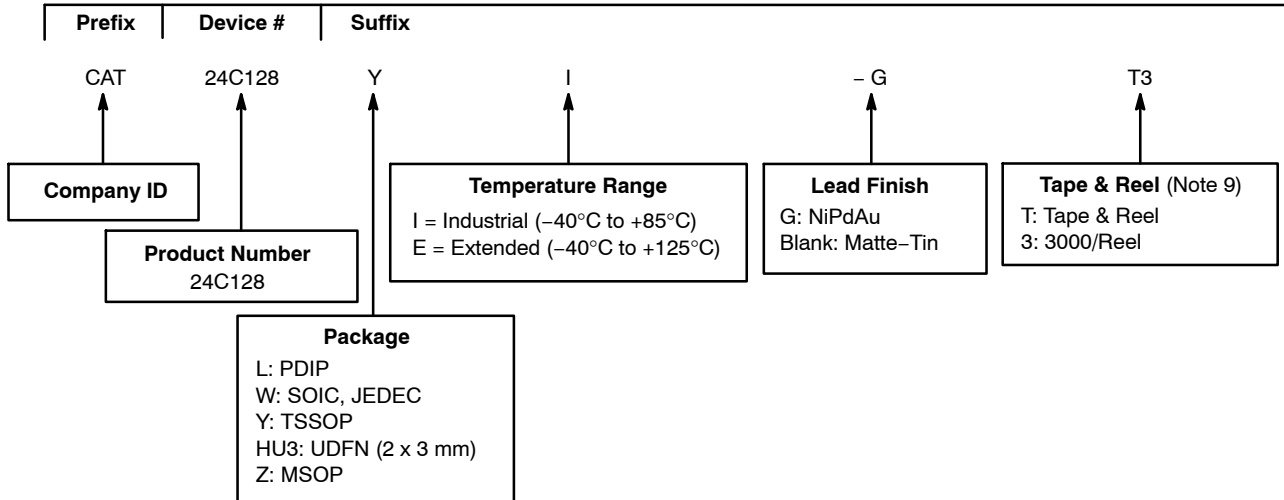 Prefix Device # Suffix
CAT 24C128 Y I – G T3
Company ID
Product Number
24C128
Package
L: PDIP
W: SOIC, JEDEC
Y: TSSOP
HU3: UDFN (2 x 3 mm)
Z: MSOP
Temperature Range
I = Industrial (−40°C to +85°C)
E = Extended (−40°C to +125°C)
Lead Finish
G: NiPdAu
Blank: Matte−Tin
Tape & Reel (Note 9)
T: Tape & Reel
3: 3000/Reel